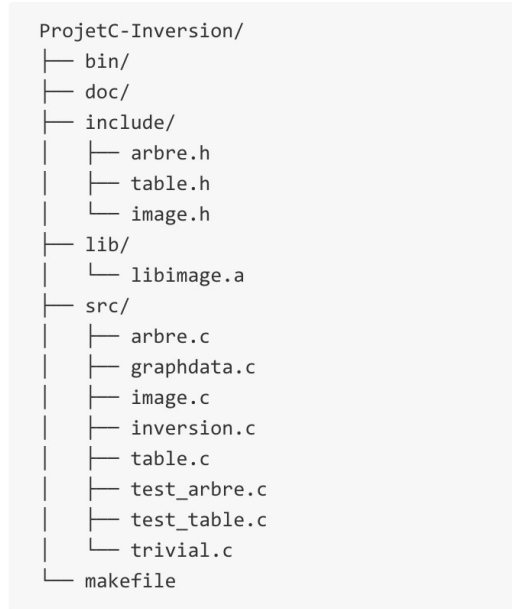 ProjetC-Inversion/
├── bin/
├── doc/
├── include/
│   ├── arbre.h
│   ├── table.h
│   └── image.h
├── lib/
│   └── libimage.a
├── src/
│   ├── arbre.c
│   ├── graphdata.c
│   ├── image.c
│   ├── inversion.c
│   ├── table.c
│   ├── test_arbre.c
│   ├── test_table.c
│   └── trivial.c
└── makefile